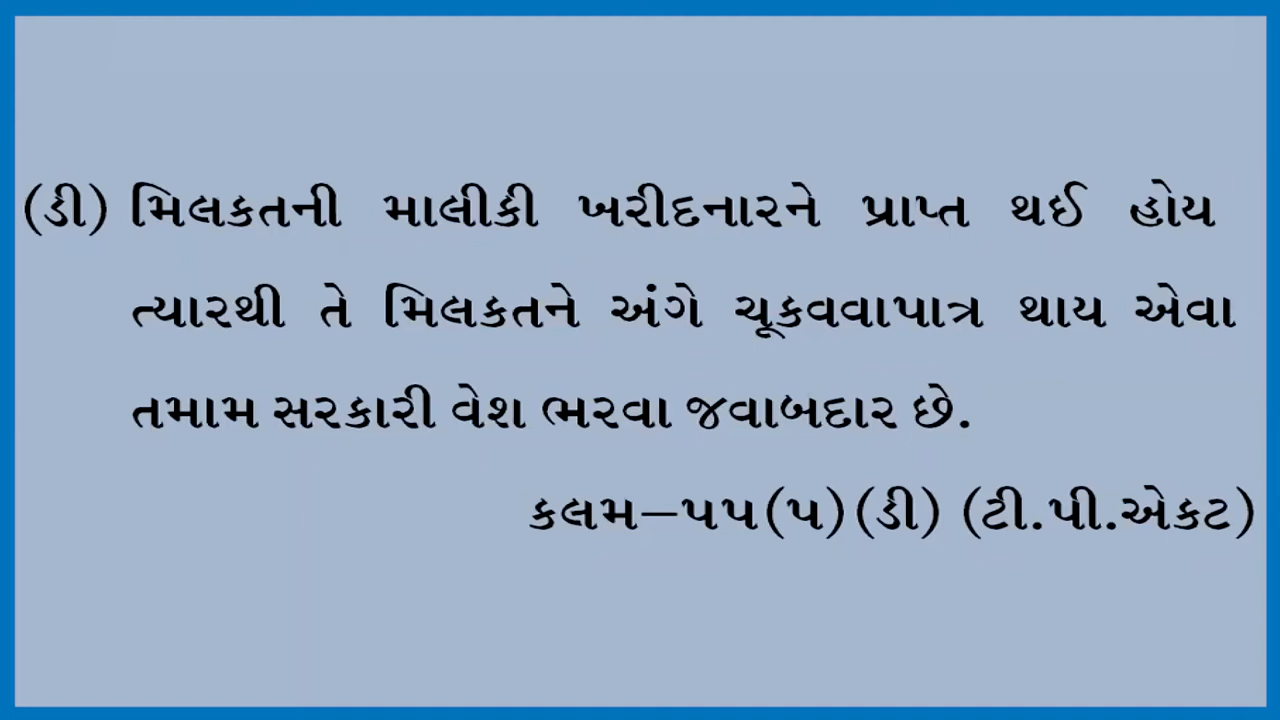 (ડી) મિલકતની માલીકી ખરીદનારને પ્રાપ્ત થઈ હોય
ત્યારથી તે મિલકતને અંગે ચૂકવવાપાત્ર થાય એવા
તમામ સરકારી વેશ ભરવા જવાબદાર છે.
કલમ–૫૫(૫)(ડી) (ટી.પી.એકટ)